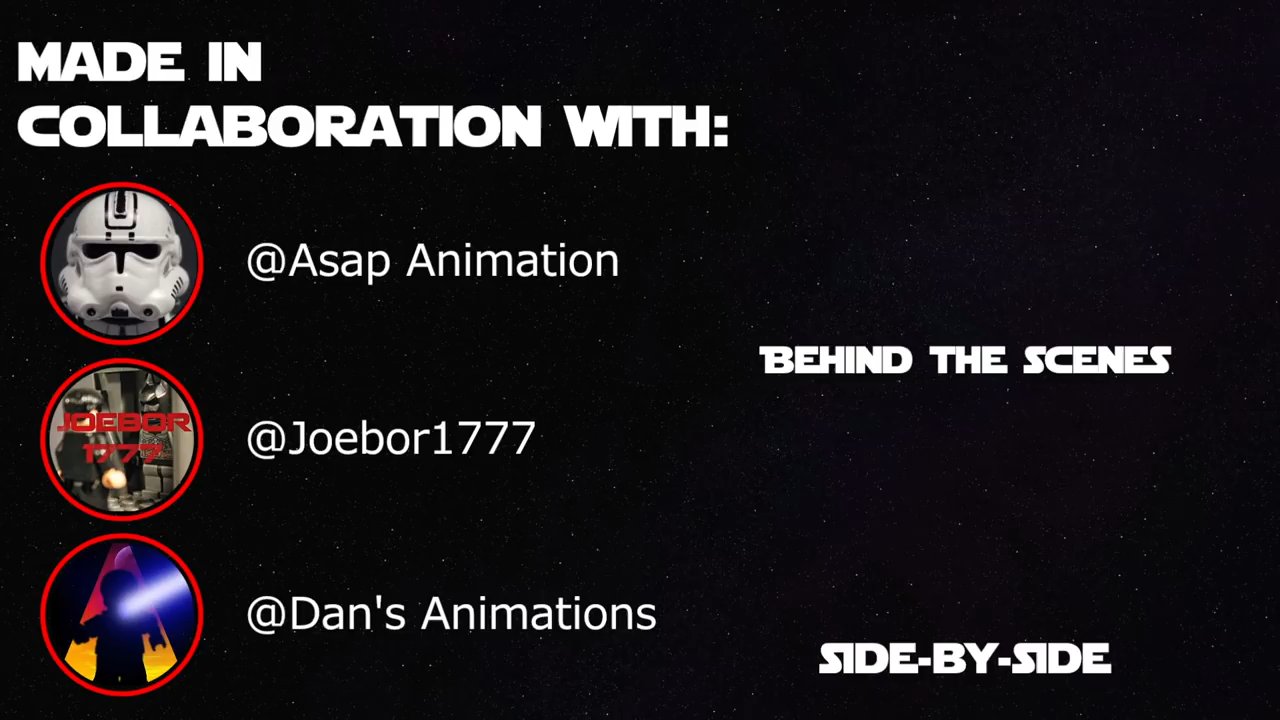 MADE IN
COLLABORATION WITH:
@Asap Animation
JOEBOR
1777
@Joebor1777
@Dan's Animations
BEHIND THE SCENES
SIDE-BY-SIDE